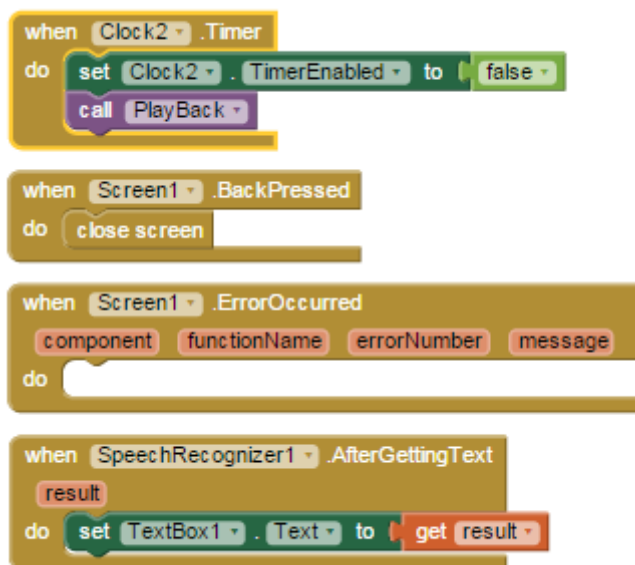 when Clock2 .Timer
do set Clock2 . TimerEnabled to false
call PlayBack
when Screen1 .BackPressed
do close screen
when Screen1 .ErrorOccurred
component functionName errorNumber message
do
when SpeechRecognizer1 .AfterGettingText
result
do set TextBox1 . Text to get result